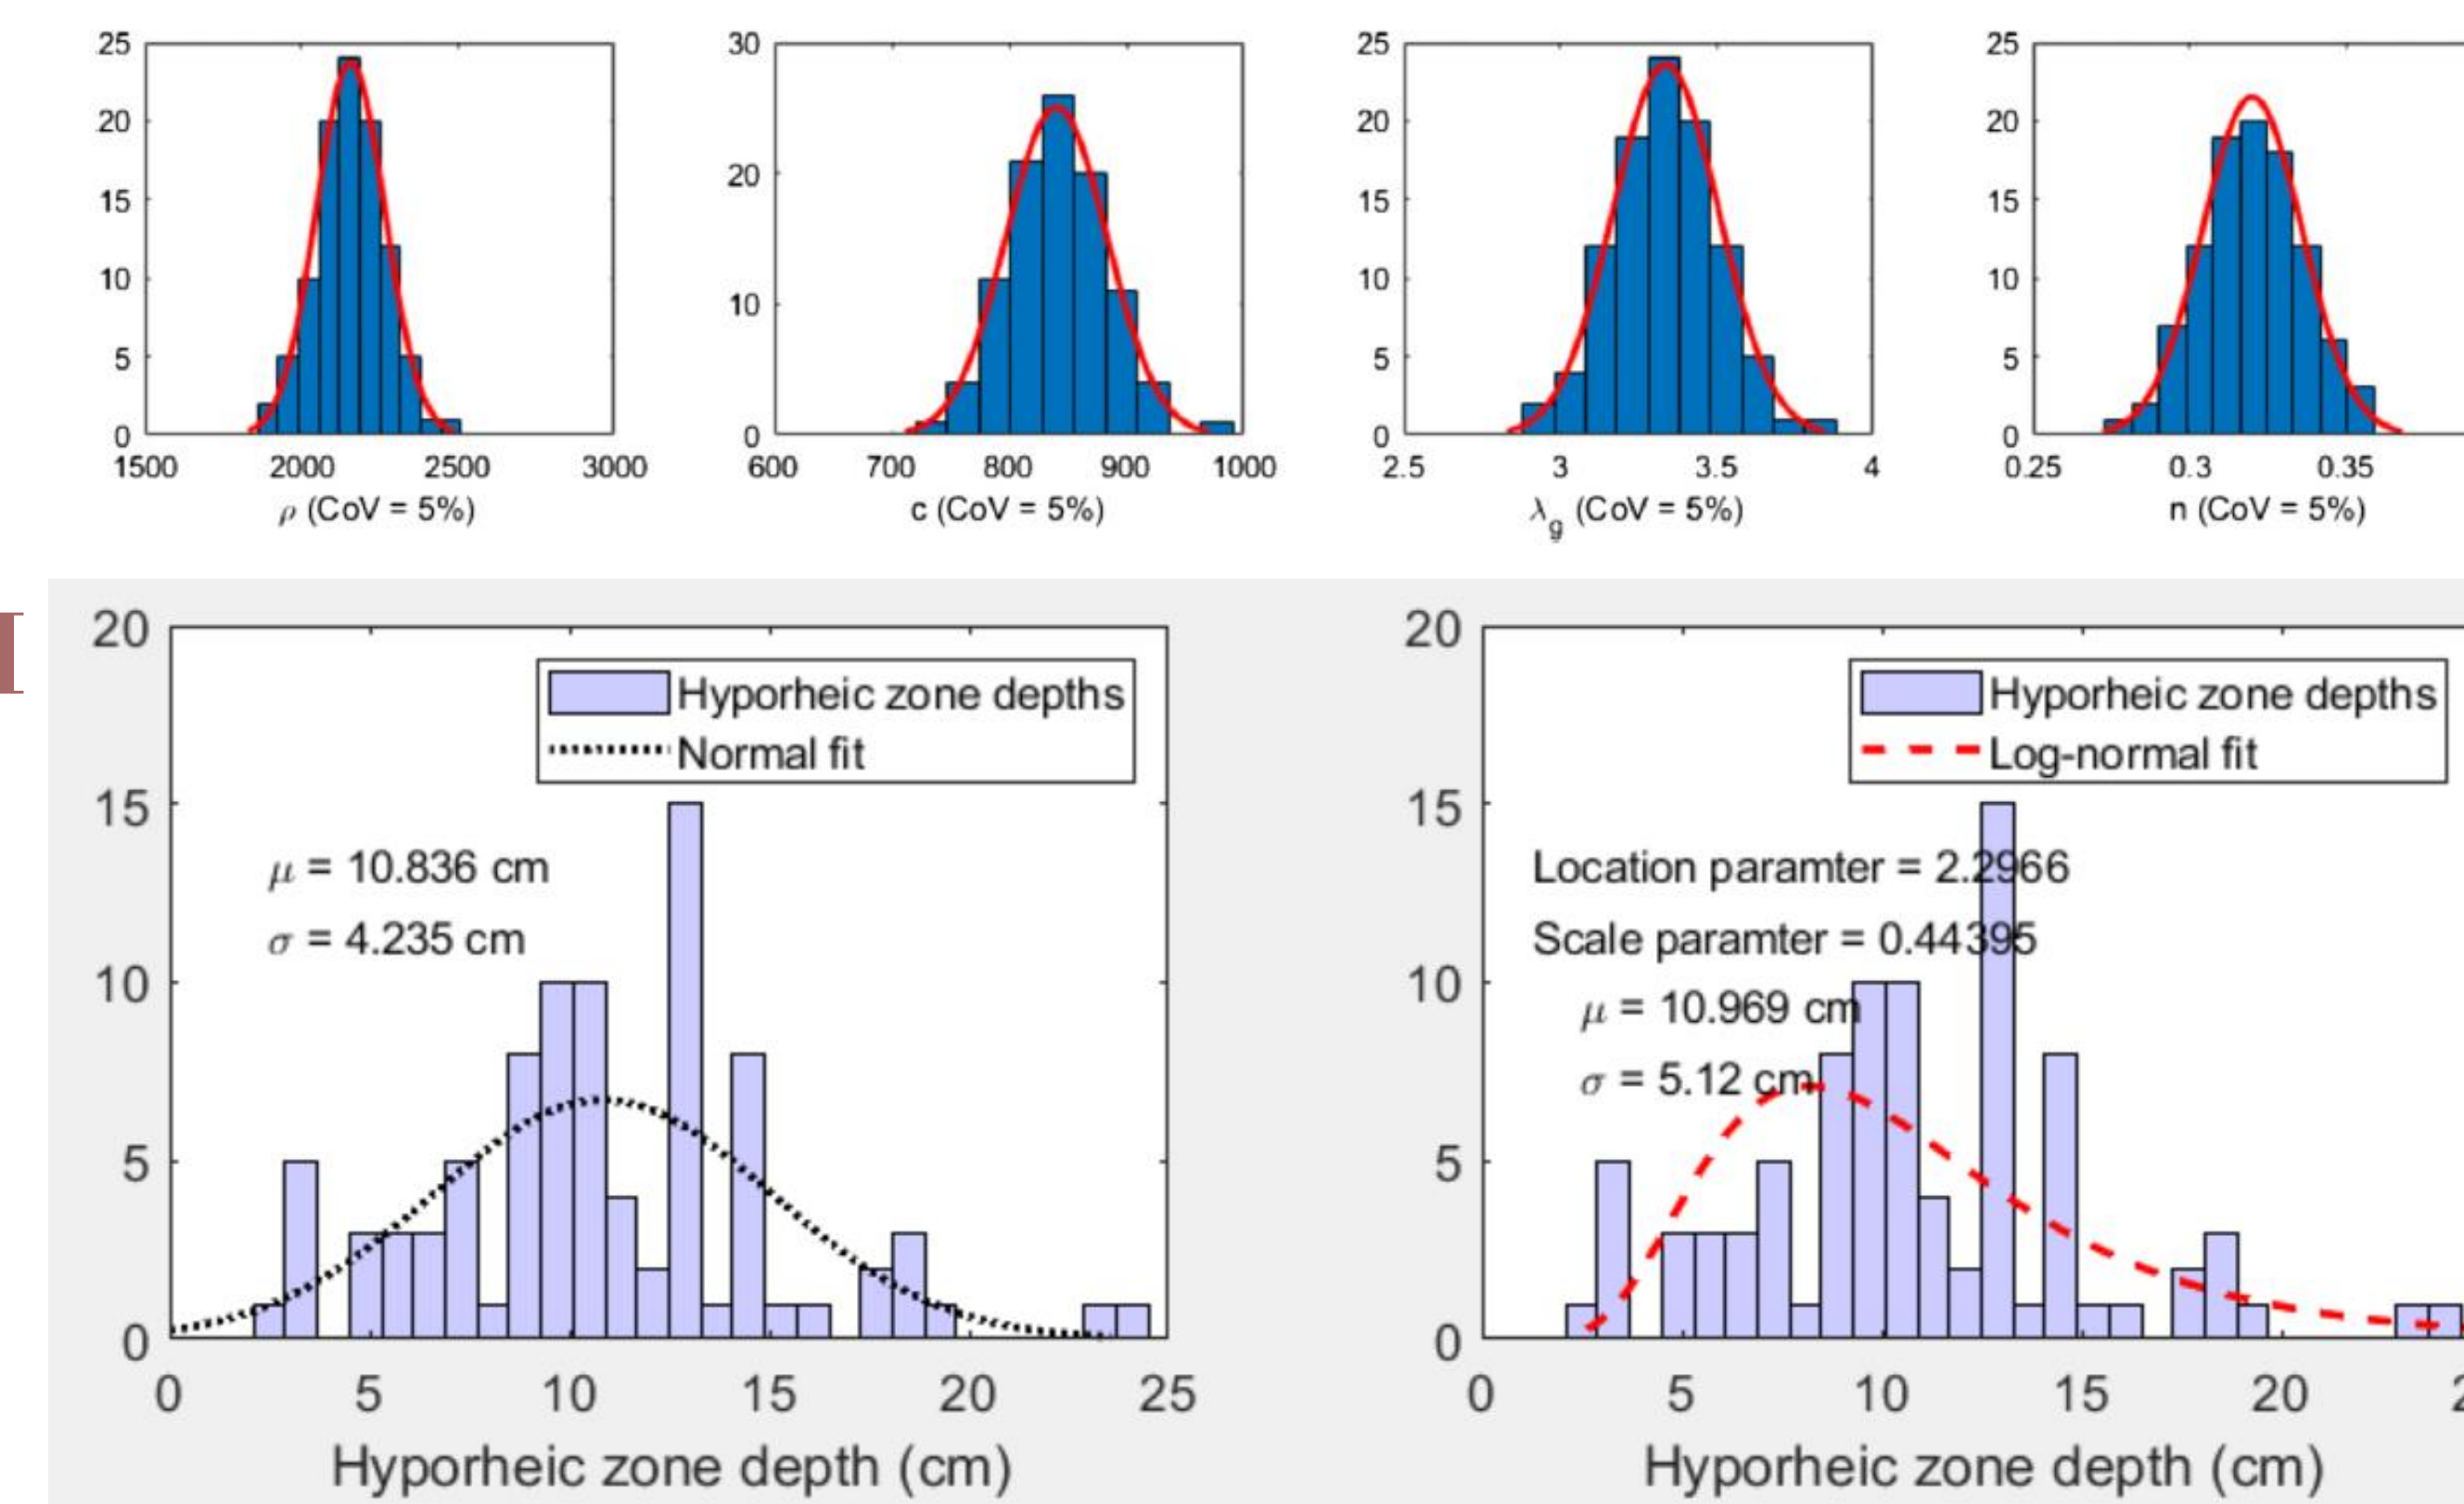 25
20
15
10
5
0
1500 2000 2500 3000
ρ (CoV = 5%)
30
20
10
0
600 700 800 900 1000
c (CoV = 5%)
25
20
15
10
5
0
2.5 3 3.5 4
λg (CoV = 5%)
25
20
15
10
5
0
0.25 0.3 0.35
n (CoV = 5%)
20
15
10
5
0
Hyporheic zone depths
Normal fit
μ = 10.836 cm
σ = 4.235 cm
0 5 10 15 20 25
Hyporheic zone depth (cm)
20
15
10
5
0
Hyporheic zone depths
Log-normal fit
Location paramter = 2.2966
Scale paramter = 0.44395
μ = 10.969 cm
σ = 5.12 cm
0 5 10 15 20
Hyporheic zone depth (cm)